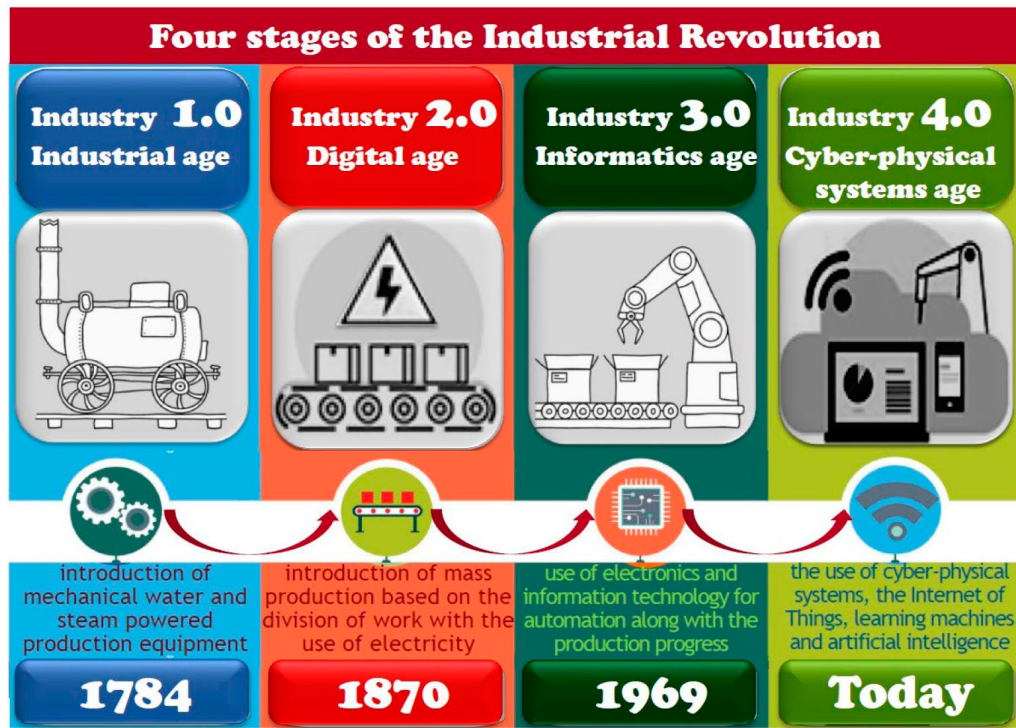 Four stages of the Industrial Revolution
Industry 1.0
Industrial age
Industry 2.0
Digital age
Industry 3.0
Informatics age
Industry 4.0
Cyber-physical
systems age
introduction of
mechanical water and
steam powered
production equipment
introduction of mass
production based on the
division of work with the
use of electricity
use of electronics and
information technology for
automation along with the
production progress
the use of cyber-physical
systems, the Internet of
Things, learning machines
and artificial intelligence
1784
1870
1969
Today